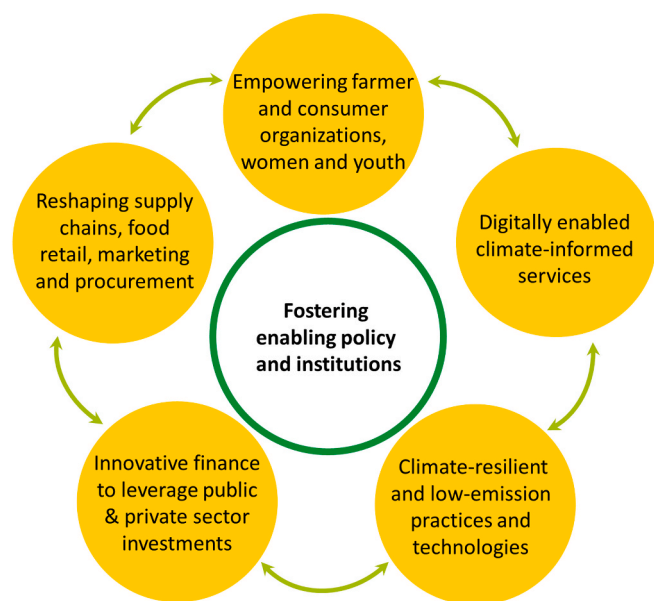 Empowering farmer
and consumer
organizations,
women and youth
Digitally enabled
climate-informed
services
Climate-resilient
and low-emission
practices and
technologies
Innovative finance
to leverage public
& private sector
investments
Reshaping supply
chains, food
retail, marketing
and procurement
Fostering
enabling policy
and institutions